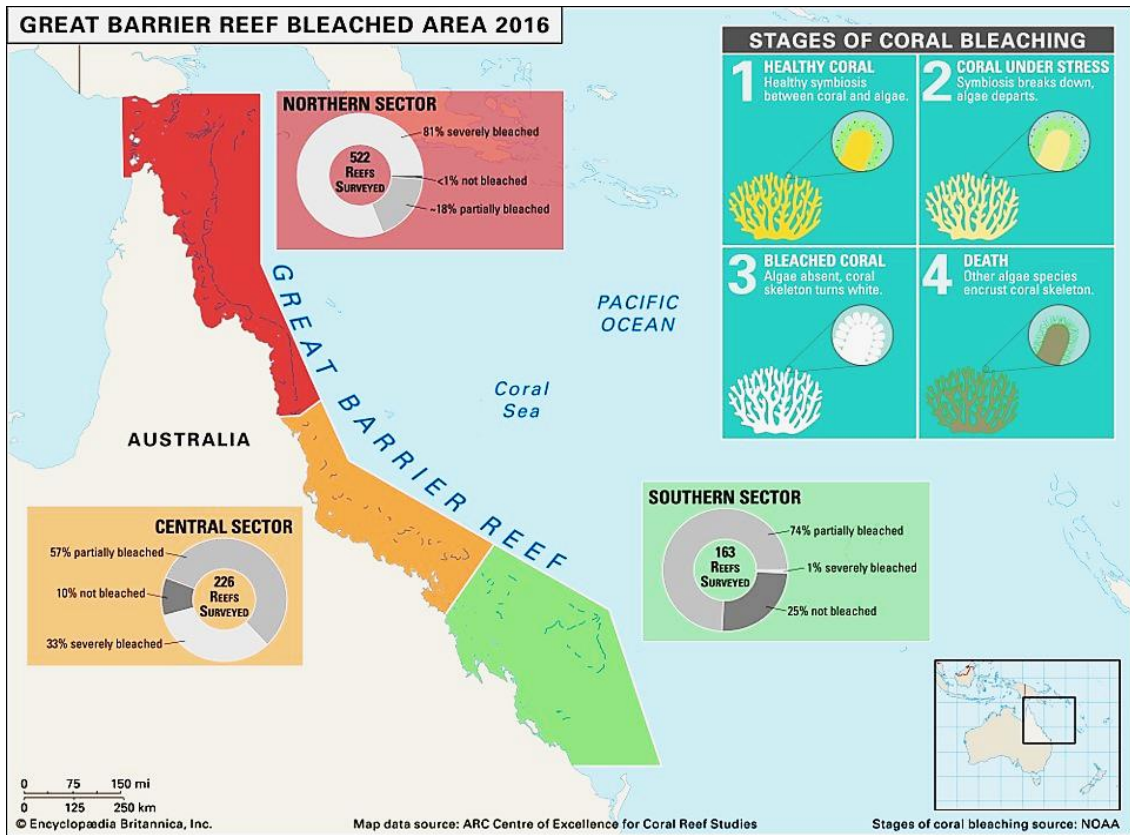 GREAT BARRIER REEF BLEACHED AREA 2016
STAGES OF CORAL BLEACHING
1 HEALTHY CORAL
Healthy symbiosis
between coral and algae.
2 CORAL UNDER STRESS
Symbiosis breaks down,
algae departs.
3 BLEACHED CORAL
Algae absent, coral
skeleton turns white.
4 DEATH
Other algae species
encrust coral skeleton.
NORTHERN SECTOR
81% severely bleached
522
REEFS
SURVEYED
<1% not bleached
~18% partially bleached
GREAT BARRIER REEF
PACIFIC
OCEAN
Coral
Sea
AUSTRALIA
CENTRAL SECTOR
57% partially bleached
226
REEFS
SURVEYED
10% not bleached
33% severely bleached
SOUTHERN SECTOR
74% partially bleached
163
REEFS
SURVEYED
1% severely bleached
25% not bleached
0 75 150 mi
0 125 250 km
© Encyclopædia Britannica, Inc.
Map data source: ARC Centre of Excellence for Coral Reef Studies
Stages of coral bleaching source: NOAA